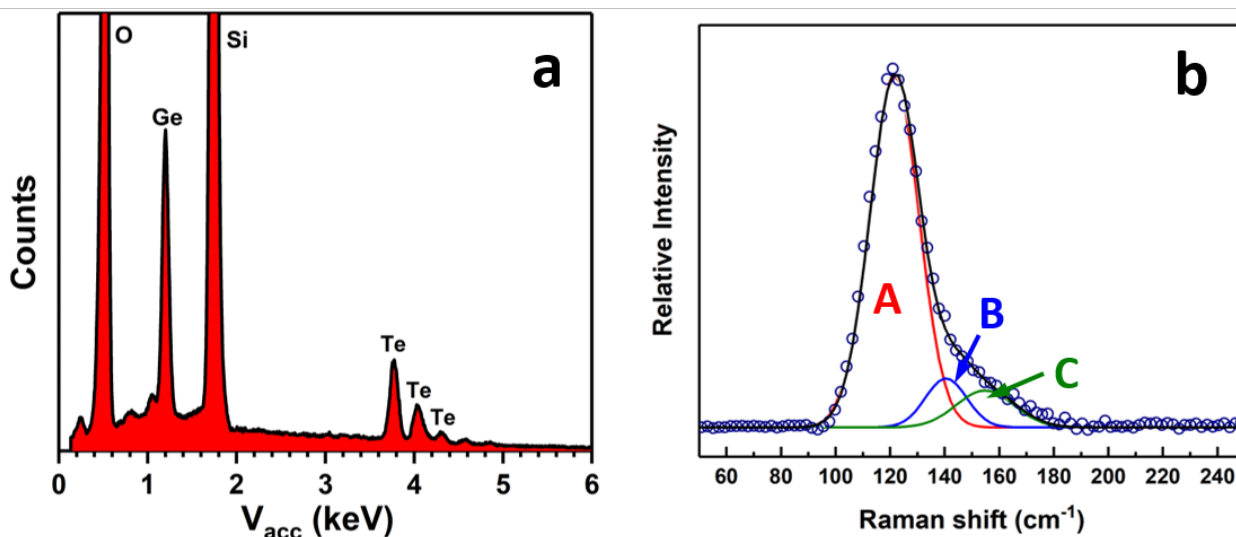 a
O
Si
Ge
Te
Te
Te
Counts
0 1 2 3 4 5 6
V_acc (keV)
b
A
B
C
Relative Intensity
60 80 100 120 140 160 180 200 220 240
Raman shift (cm⁻¹)